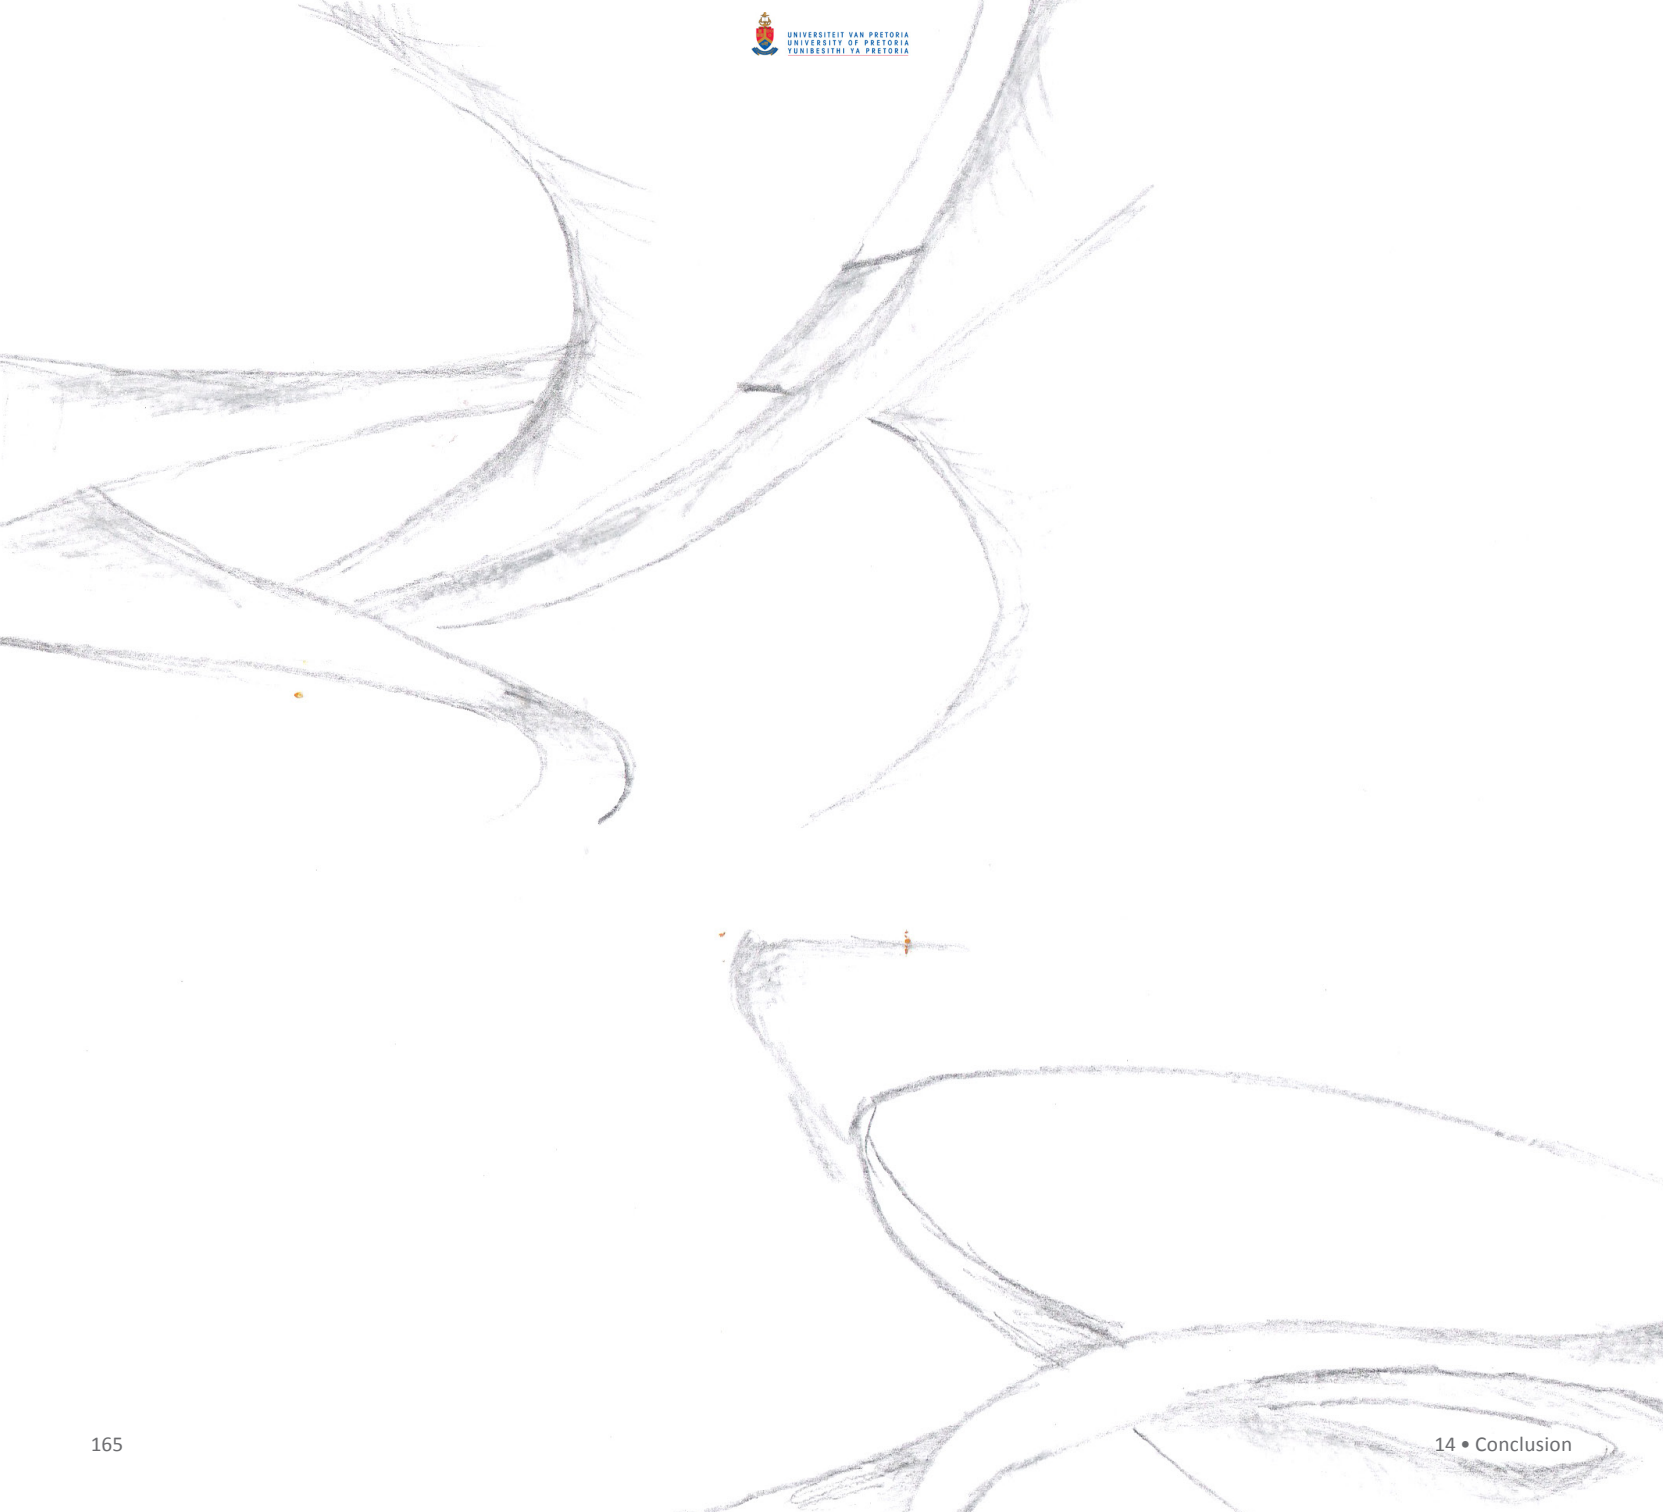 UNIVERSITEIT VAN PRETORIA
UNIVERSITY OF PRETORIA
YUNIBESITHI YA PRETORIA
165
14 • Conclusion